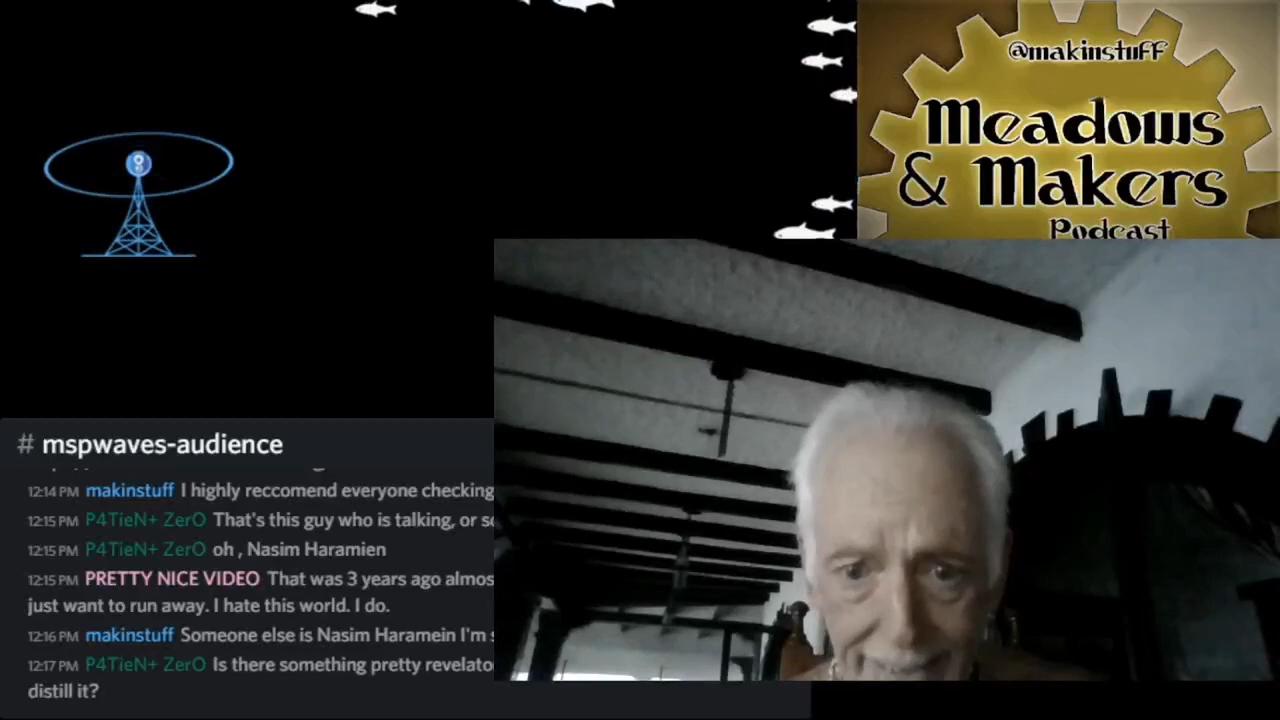 @makinstuff
Meadows
& Makers
Podcast
# mspwaves-audience
12:14 PM makinstuff I highly reccomend everyone checking
12:15 PM P4TieN+ ZerO That's this guy who is talking, or
12:15 PM P4TieN+ ZerO oh , Nasim Haramien
12:15 PM PRETTY NICE VIDEO That was 3 years ago almos
just want to run away. I hate this world. I do.
12:16 PM makinstuff Someone else is Nasim Haramein I'm
12:17 PM P4TieN+ ZerO Is there something pretty revelato
distill it?